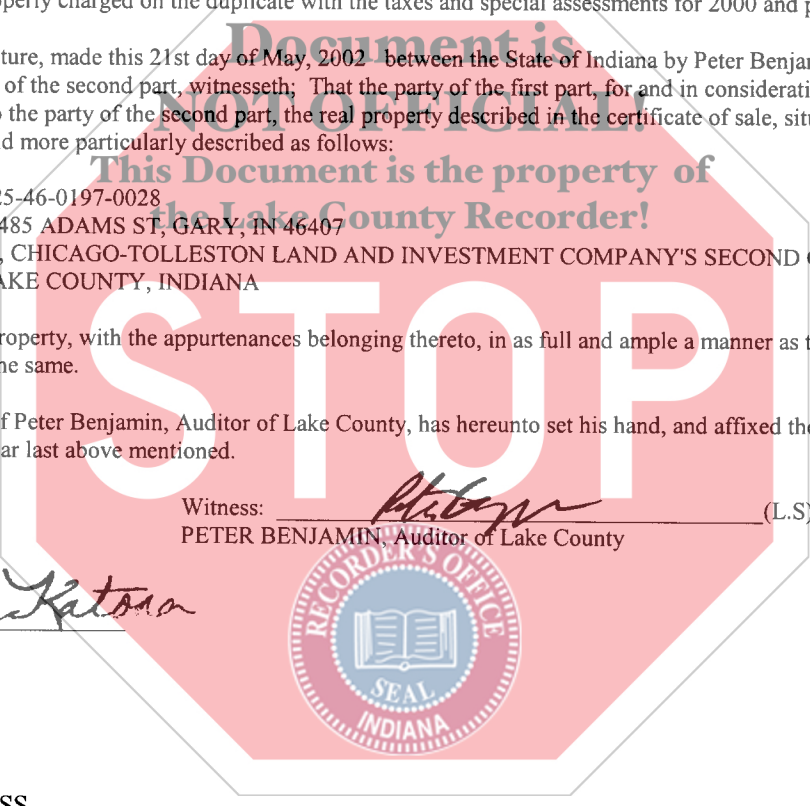 perly charged on the duplicate with the taxes and special assessments for 2000 and p
Document is
ture, made this 21st day of May, 2002 between the State of Indiana by Peter Benjam
of the second part, witnesseth; That the party of the first part, for and in considerati
NOT OFFICIAL!
the party of the second part, the real property described in the certificate of sale, sit
d more particularly described as follows:
This Document is the property of
25-46-0197-0028
the Lake County Recorder!
485 ADAMS ST, GARY, IN 46407
, CHICAGO-TOLLESTON LAND AND INVESTMENT COMPANY'S SECOND
AKE COUNTY, INDIANA
STOP
roperty, with the appurtenances belonging thereto, in as full and ample a manner as t
he same.
f Peter Benjamin, Auditor of Lake County, has hereunto set his hand, and affixed the
ar last above mentioned.
Witness: (L.S)
PETER BENJAMIN, Auditor of Lake County
Katona
RECORDER'S OFFICE
SEAL
INDIANA
SS